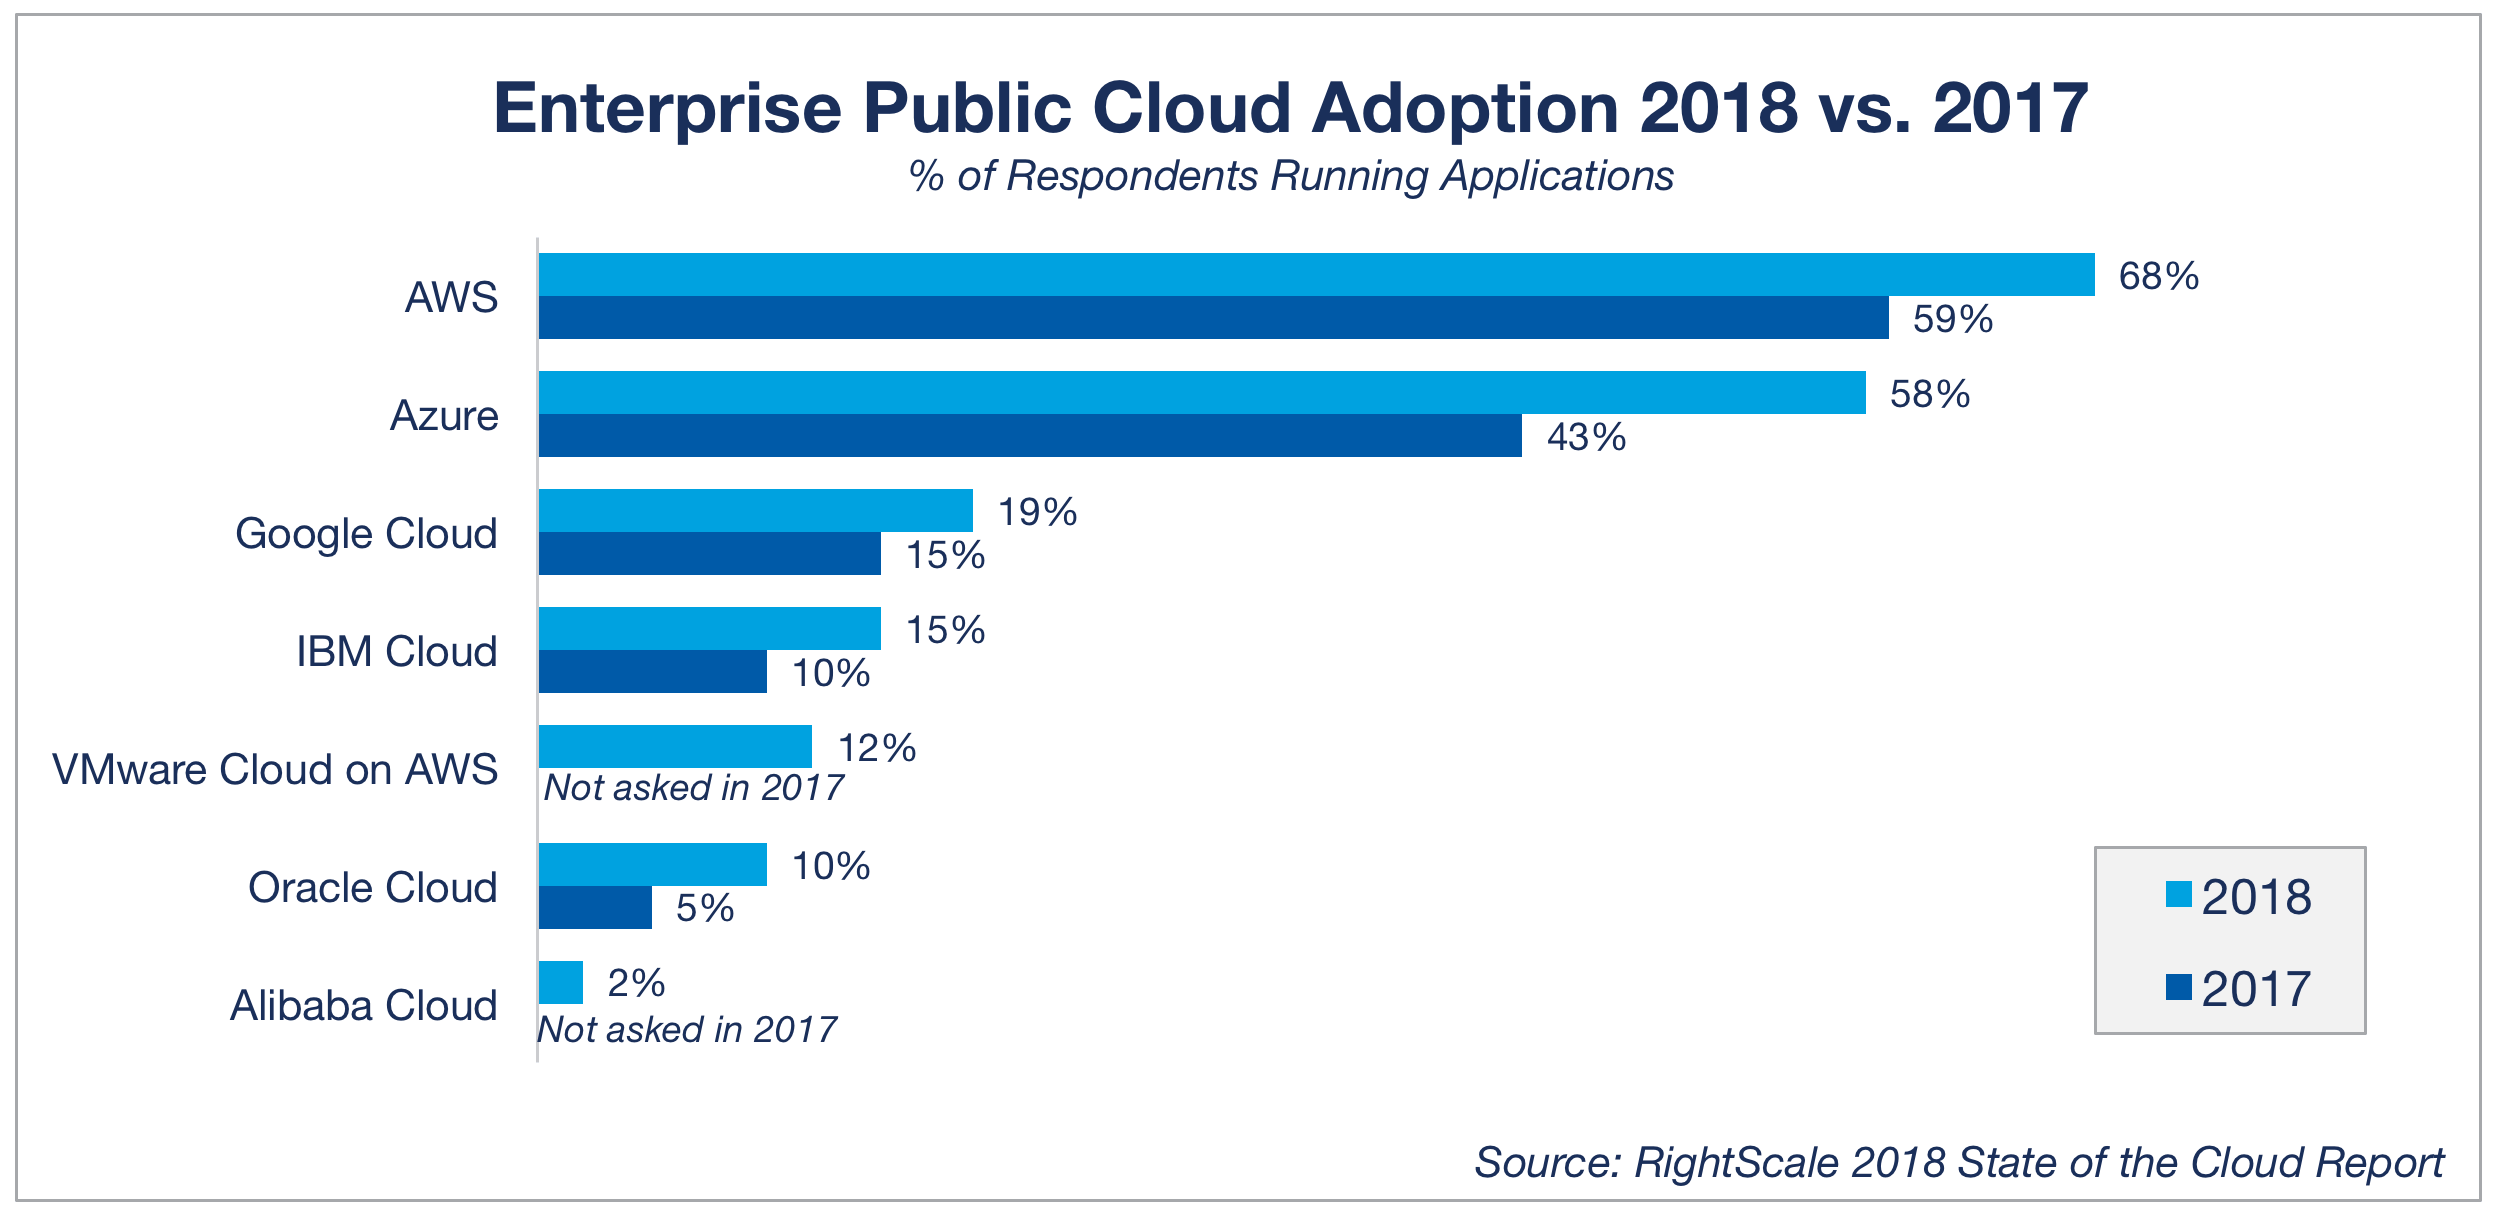 Enterprise Public Cloud Adoption 2018 vs. 2017
% of Respondents Running Applications
AWS
68%
59%
Azure
58%
43%
Google Cloud
19%
15%
IBM Cloud
15%
10%
VMware Cloud on AWS
12%
Not asked in 2017
Oracle Cloud
10%
5%
Alibaba Cloud
2%
Not asked in 2017
2018
2017
Source: RightScale 2018 State of the Cloud Report